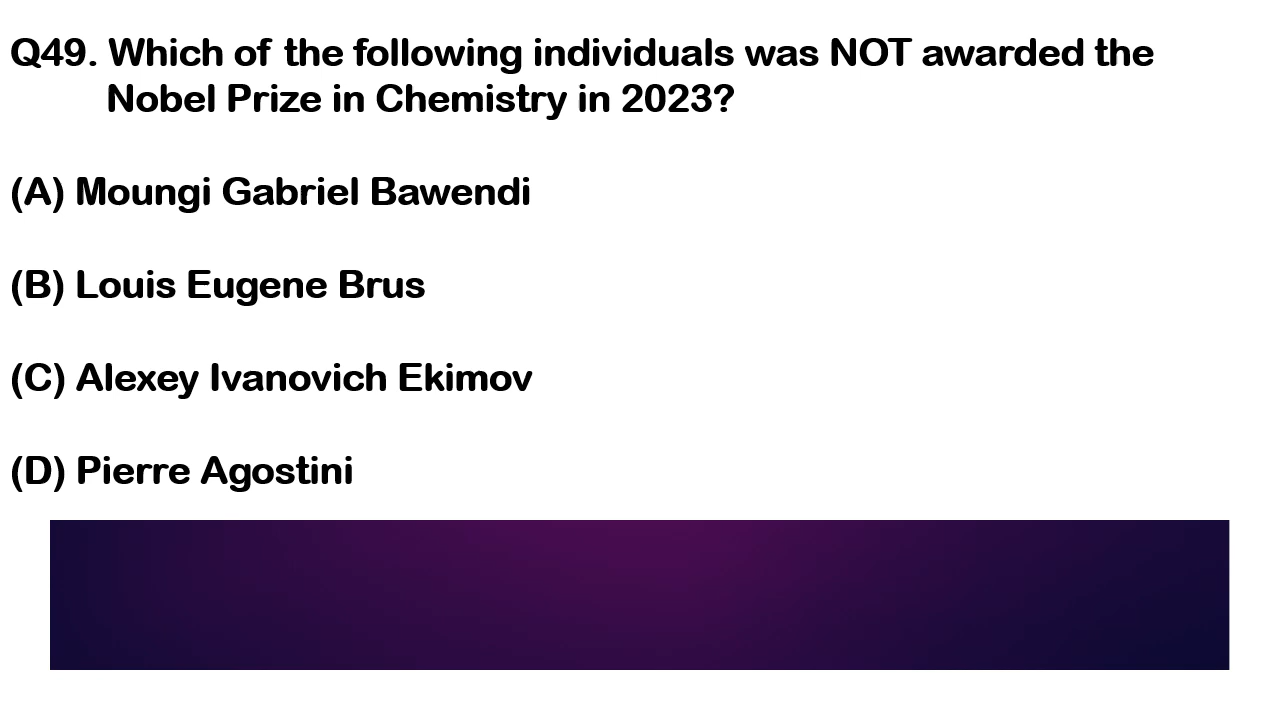 Q49. Which of the following individuals was NOT awarded the
Nobel Prize in Chemistry in 2023?
(A) Moungi Gabriel Bawendi
(B) Louis Eugene Brus
(C) Alexey Ivanovich Ekimov
(D) Pierre Agostini